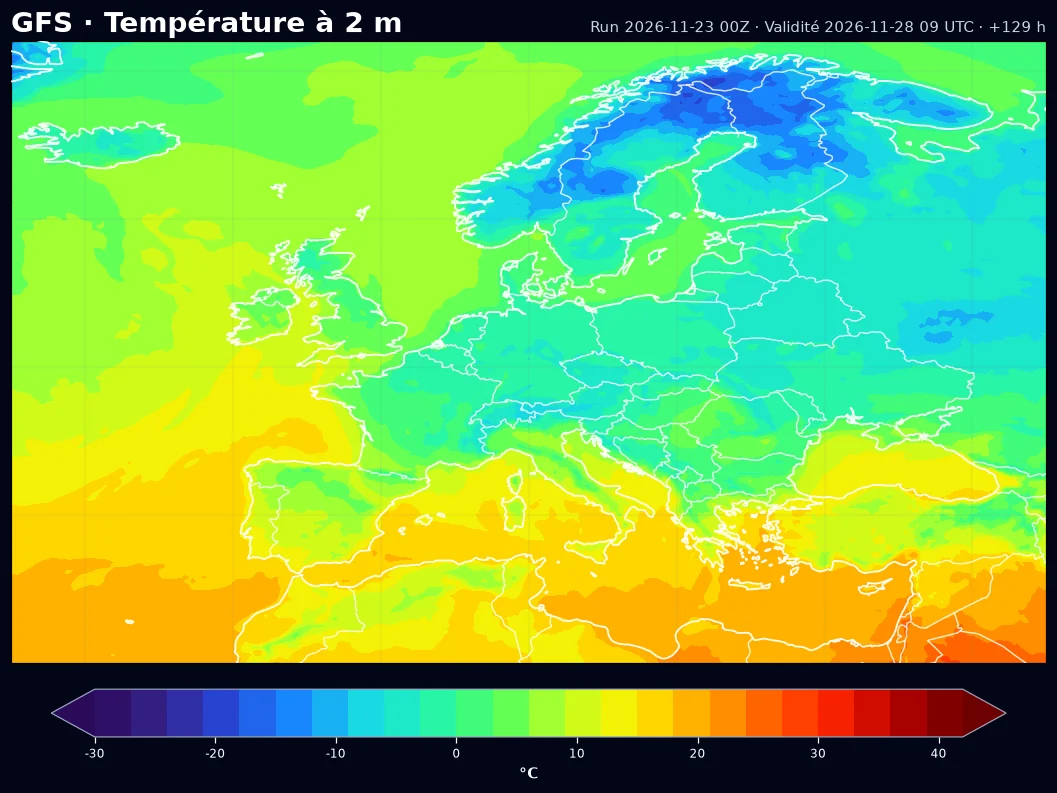 GFS · Température à 2 m
Run 2026-11-23 00Z · Validité 2026-11-28 09 UTC · +129 h
-30 -20 -10 0 10 20 30 40
°C